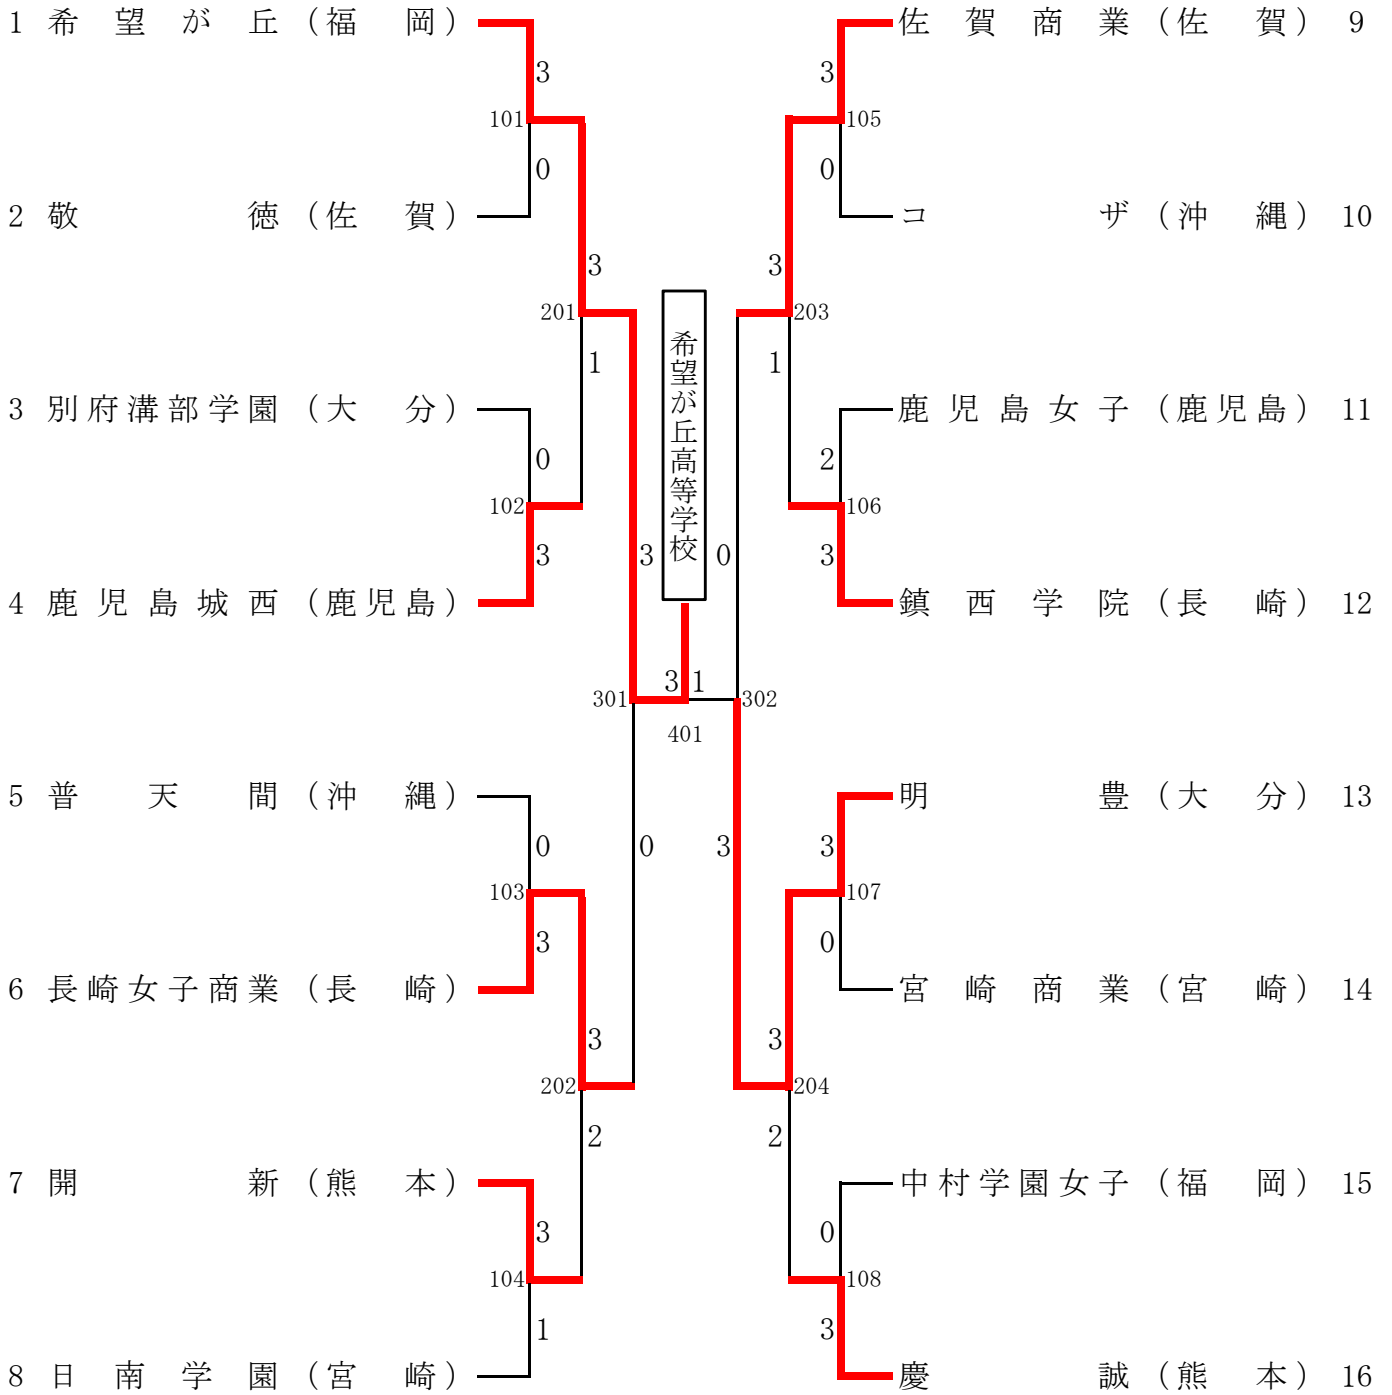 1 希望が丘（福岡）
3
101
0
2 敬徳（佐賀）
3
201
1
3 別府溝部学園（大分）
0
102
3
4 鹿児島城西（鹿児島）
3
301
0
5 普天間（沖縄）
0
103
3
6 長崎女子商業（長崎）
3
202
2
7 開新（熊本）
3
104
1
8 日南学園（宮崎）
希望が丘高等学校
3 1
401
佐賀商業（佐賀） 9
3
105
0
コザ（沖縄） 10
3
203
1
鹿児島女子（鹿児島） 11
2
106
3
鎮西学院（長崎） 12
0
302
3
明豊（大分） 13
3
107
0
宮崎商業（宮崎） 14
3
204
2
中村学園女子（福岡） 15
0
108
3
慶誠（熊本） 16